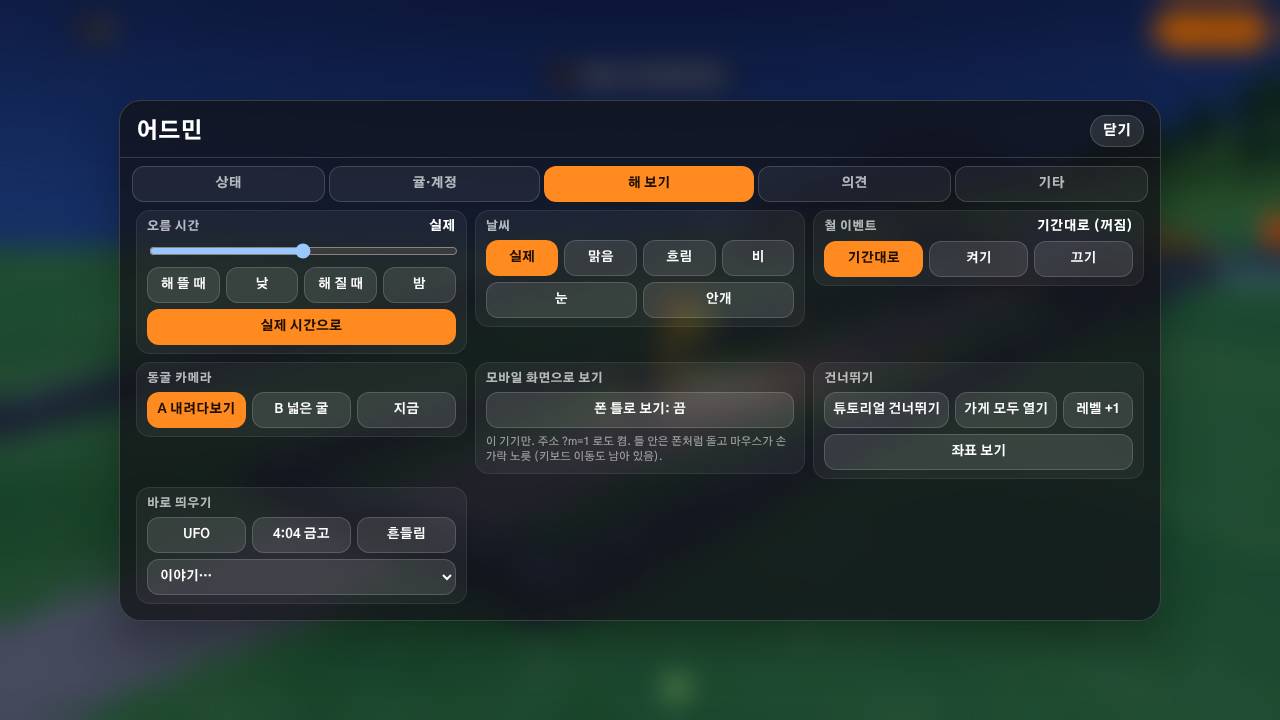 어드민
닫기
상태
귤·계정
해 보기
의견
기타
오름 시간
실제
해 뜰 때
낮
해 질 때
밤
실제 시간으로
날씨
실제
맑음
흐림
비
눈
안개
철 이벤트
기간대로 (꺼짐)
기간대로
켜기
끄기
동굴 카메라
A 내려다보기
B 넓은 굴
지금
모바일 화면으로 보기
폰 틀로 보기: 끔
이 기기만. 주소 ?m=1 로도 켬. 틀 안은 폰처럼 돌고 마우스가 손
가락 노릇 (키보드 이동도 남아 있음).
건너뛰기
튜토리얼 건너뛰기
가게 모두 열기
레벨 +1
좌표 보기
바로 띄우기
UFO
4:04 금고
흔들림
이야기…